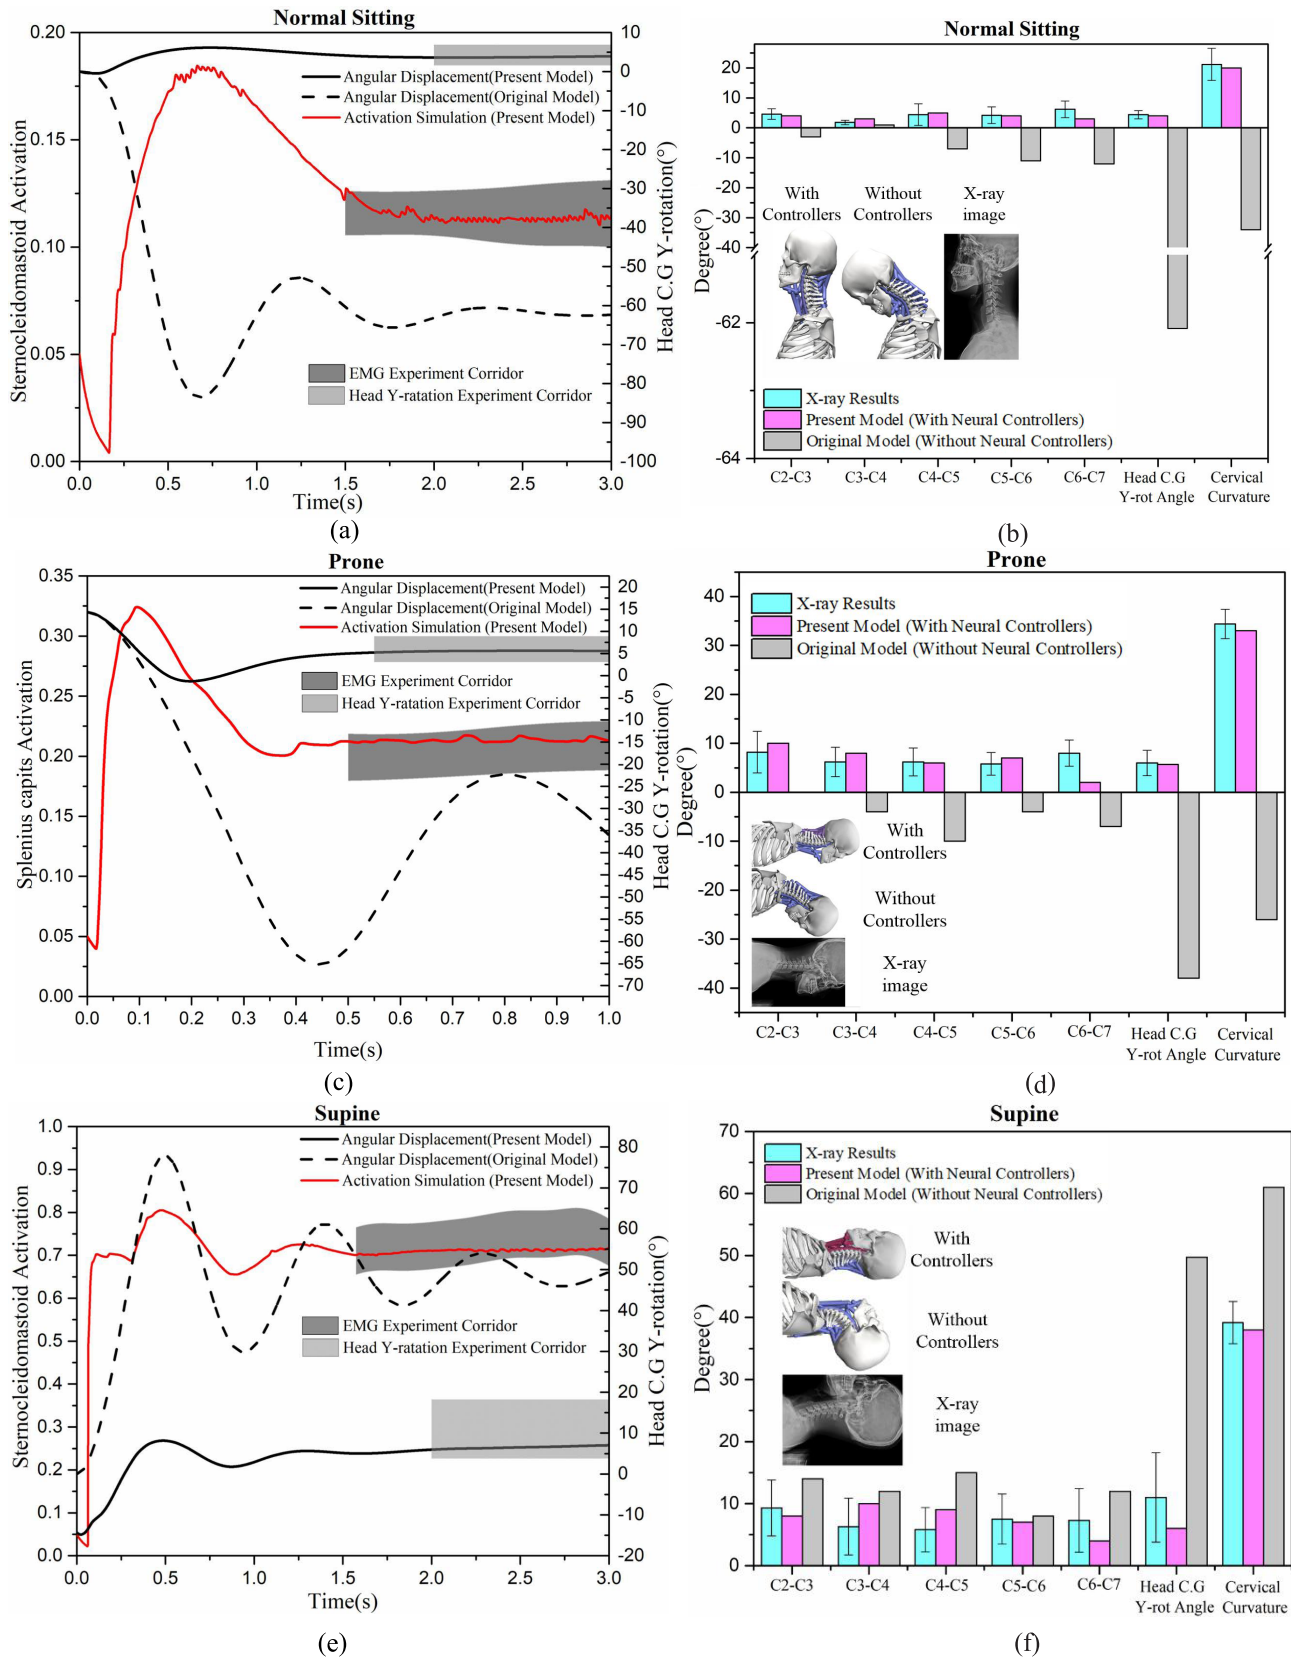 Normal Sitting
0.20
0.15
0.10
0.05
0.00
Sternocleidomastoid Activation
10
0
-10
-20
-30
-40
-50
-60
-70
-80
-90
-100
Head C.G Y-rotation(°)
Angular Displacement(Present Model)
Angular Displacement(Original Model)
Activation Simulation (Present Model)
EMG Experiment Corridor
Head Y-ratation Experiment Corridor
0.0 0.5 1.0 1.5 2.0 2.5 3.0
Time(s)
(a)
Normal Sitting
20
10
0
-10
-20
-30
-40
-62
-64
Degree(°)
With
Controllers
Without
Controllers
X-ray
image
X-ray Results
Present Model (With Neural Controllers)
Original Model (Without Neural Controllers)
C2-C3 C3-C4 C4-C5 C5-C6 C6-C7 Head C.G
Y-rot Angle Cervical
Curvature
(b)
Prone
0.35
0.30
0.25
0.20
0.15
0.10
0.05
0.00
Splenius capits Activation
20
15
10
5
0
-5
-10
-15
-20
-25
-30
-35
-40
-45
-50
-55
-60
-65
-70
Head C.G Y-rotation(°)
Angular Displacement(Present Model)
Angular Displacement(Original Model)
Activation Simulation (Present Model)
EMG Experiment Corridor
Head Y-ratation Experiment Corridor
0.0 0.1 0.2 0.3 0.4 0.5 0.6 0.7 0.8 0.9 1.0
Time(s)
(c)
Prone
40
30
20
10
0
-10
-20
-30
-40
Degree(°)
X-ray Results
Present Model (With Neural Controllers)
Original Model (Without Neural Controllers)
With
Controllers
Without
Controllers
X-ray
image
C2-C3 C3-C4 C4-C5 C5-C6 C6-C7 Head C.G
Y-rot Angle Cervical
Curvature
(d)
Supine
1.0
0.9
0.8
0.7
0.6
0.5
0.4
0.3
0.2
0.1
0.0
Sternocleidomastoid Activation
80
70
60
50
40
30
20
10
0
-10
-20
Head C.G Y-rotation(°)
Angular Displacement(Present Model)
Angular Displacement(Original Model)
Activation Simulation (Present Model)
EMG Experiment Corridor
Head Y-ratation Experiment Corridor
0.0 0.5 1.0 1.5 2.0 2.5 3.0
Time(s)
(e)
Supine
70
60
50
40
30
20
10
0
Degree(°)
X-ray Results
Present Model (With Neural Controllers)
Original Model (Without Neural Controllers)
With
Controllers
Without
Controllers
X-ray
image
C2-C3 C3-C4 C4-C5 C5-C6 C6-C7 Head C.G
Y-rot Angle Cervical
Curvature
(f)